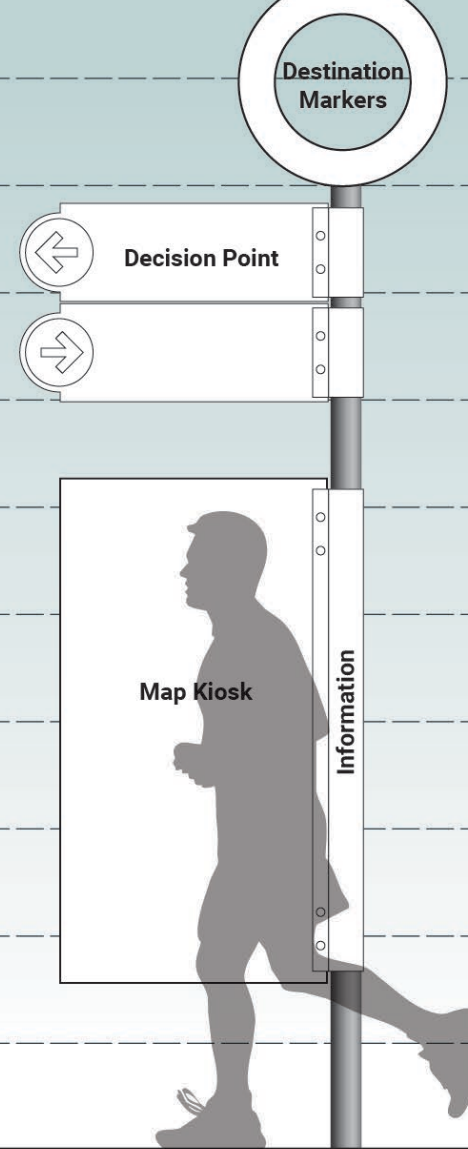 Destination
Markers
Decision Point
Map Kiosk
Information